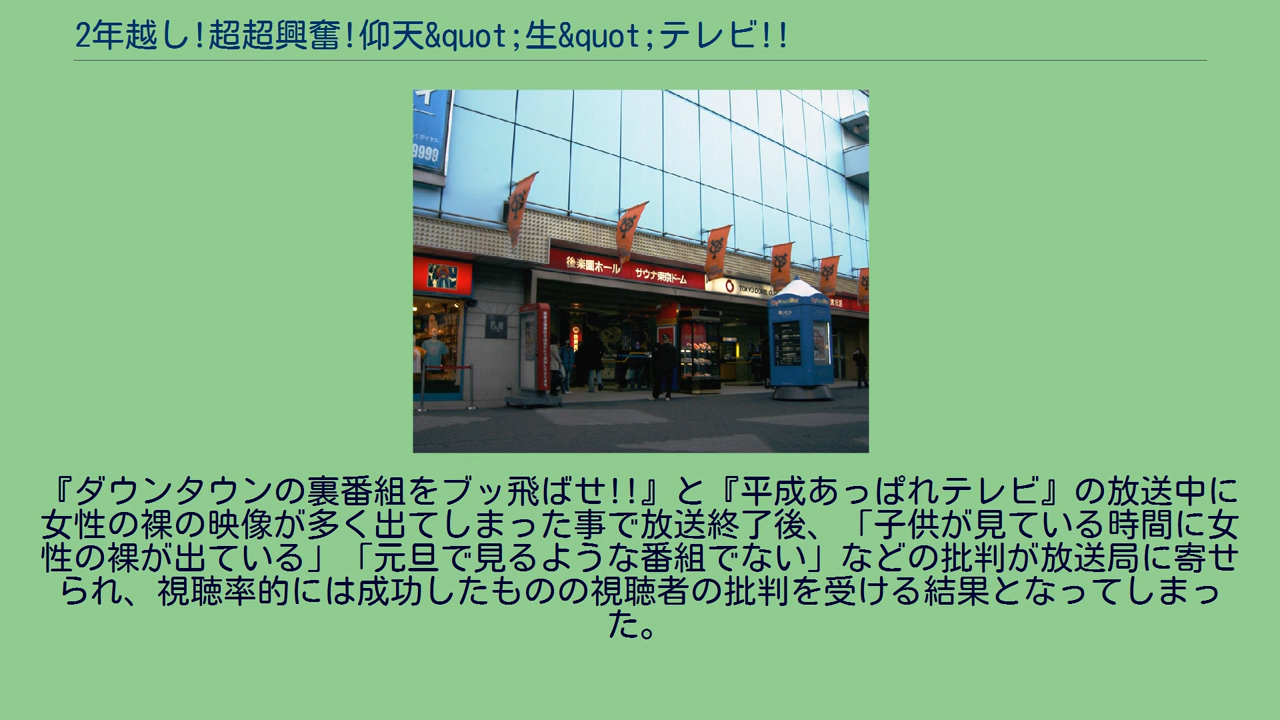 2年越し!超超興奮!仰天&quot;生&quot;テレビ!!
9999
後楽園ホール サウナ東京ドーム
TOKYO DOME
『ダウンタウンの裏番組をブッ飛ばせ!!』と『平成あっぱれテレビ』の放送中に
女性の裸の映像が多く出てしまった事で放送終了後、「子供が見ている時間に女
性の裸が出ている」「元旦で見るような番組でない」などの批判が放送局に寄せ
られ、視聴率的には成功したものの視聴者の批判を受ける結果となってしまっ
た。